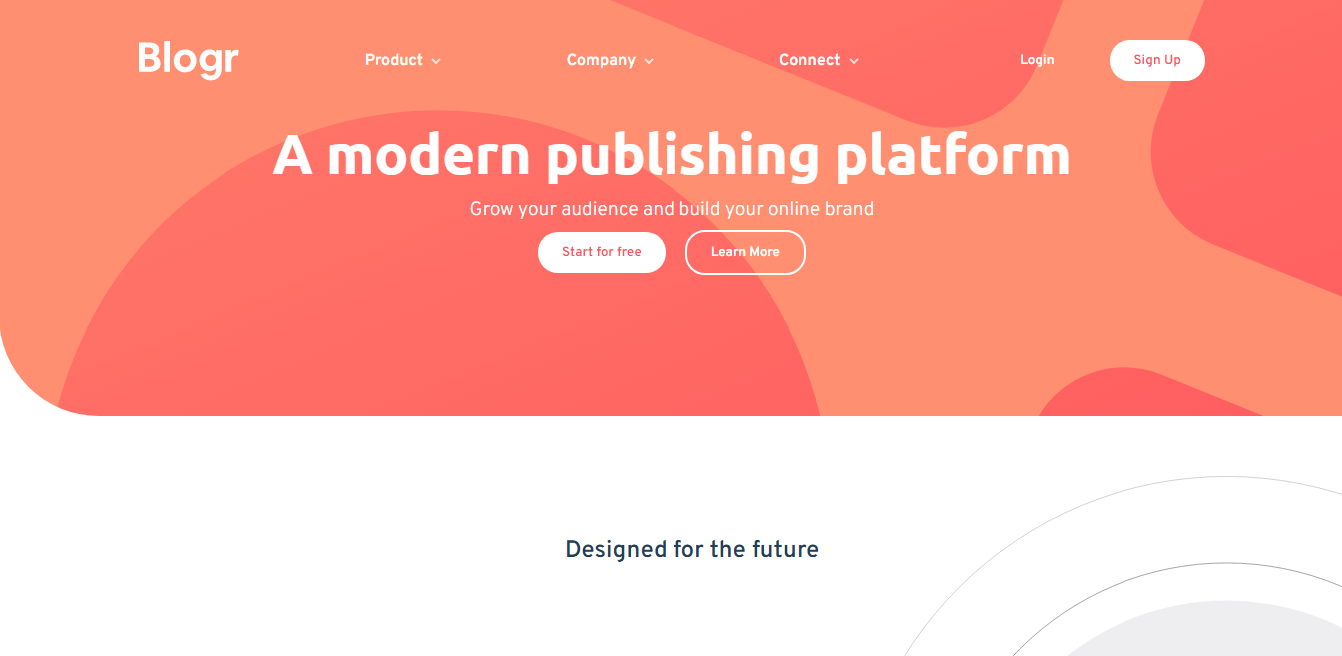 Blogr Product Company Connect Login Sign Up
A modern publishing platform
Grow your audience and build your online brand
Start for free Learn More
Designed for the future